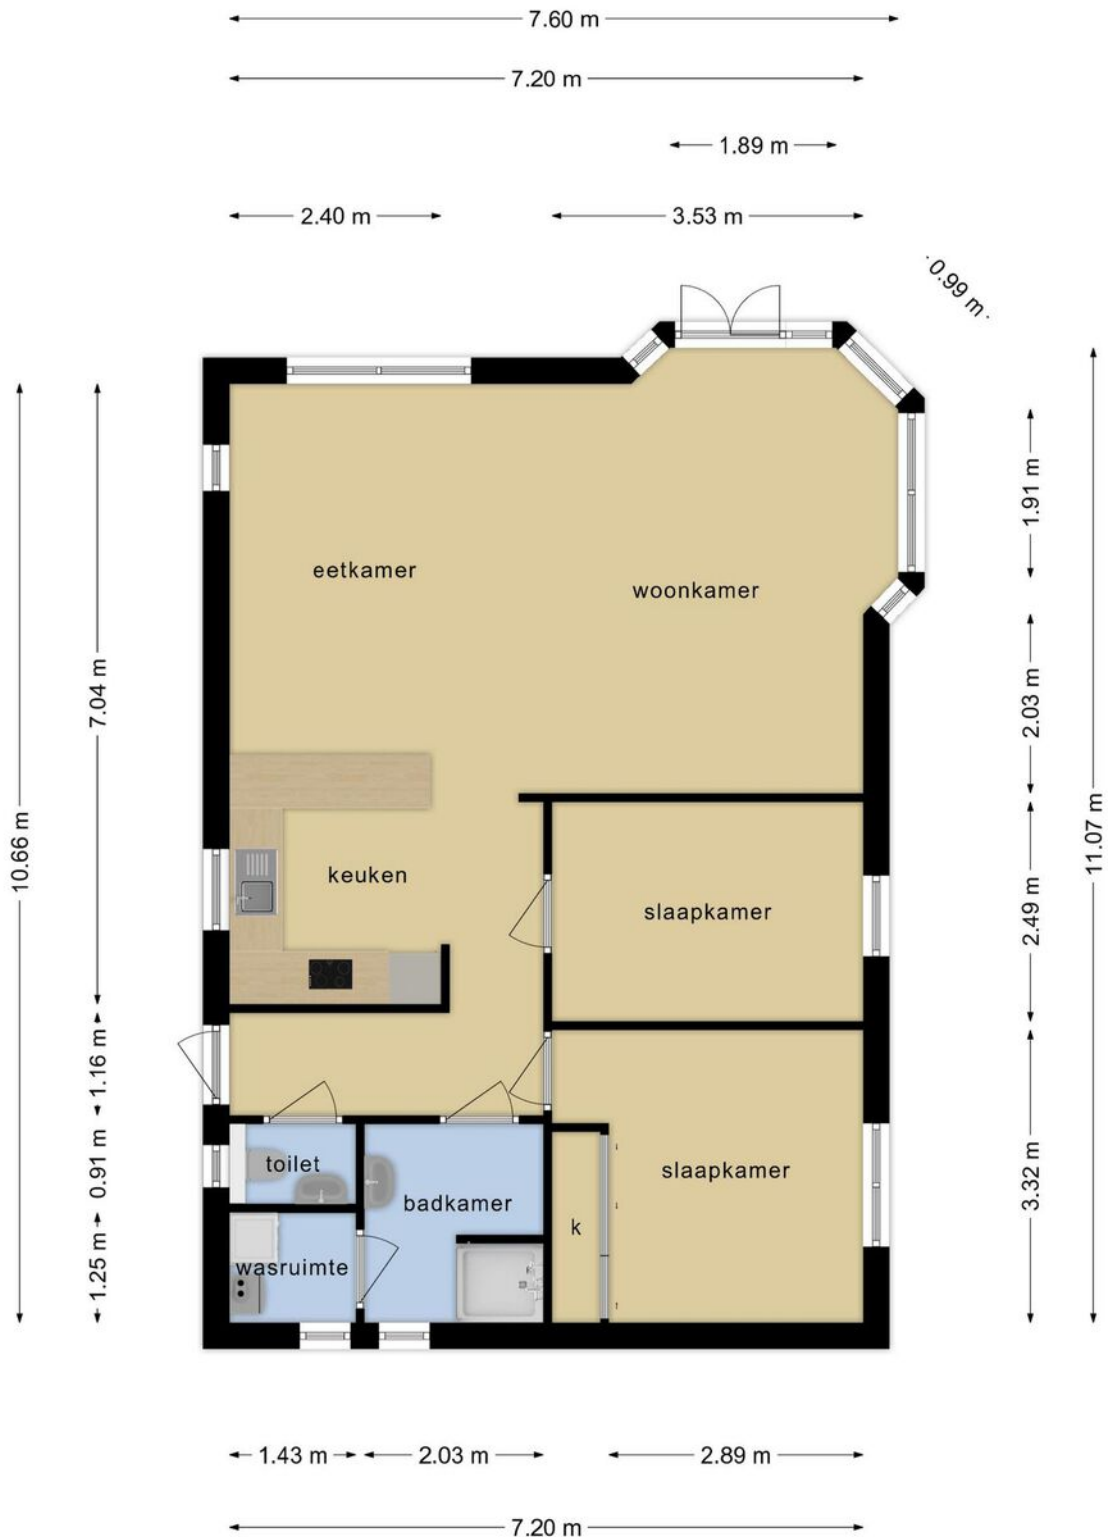 7.60 m
7.20 m
1.89 m
2.40 m
3.53 m
0.99 m
1.91 m
eetkamer
woonkamer
7.04 m
2.03 m
10.66 m
11.07 m
keuken
slaapkamer
2.49 m
1.16 m
toilet
0.91 m
badkamer
slaapkamer
3.32 m
k
1.25 m
wasruimte
1.43 m
2.03 m
2.89 m
7.20 m